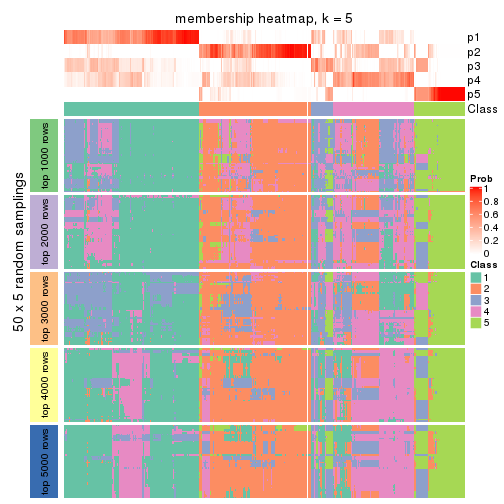 membership heatmap, k = 5
p1
p2
p3
p4
p5
Class
50 x 5 random samplings
top 1000 rows
top 2000 rows
top 3000 rows
top 4000 rows
top 5000 rows
Prob
1
0.8
0.6
0.4
0.2
0
Class
1
2
3
4
5